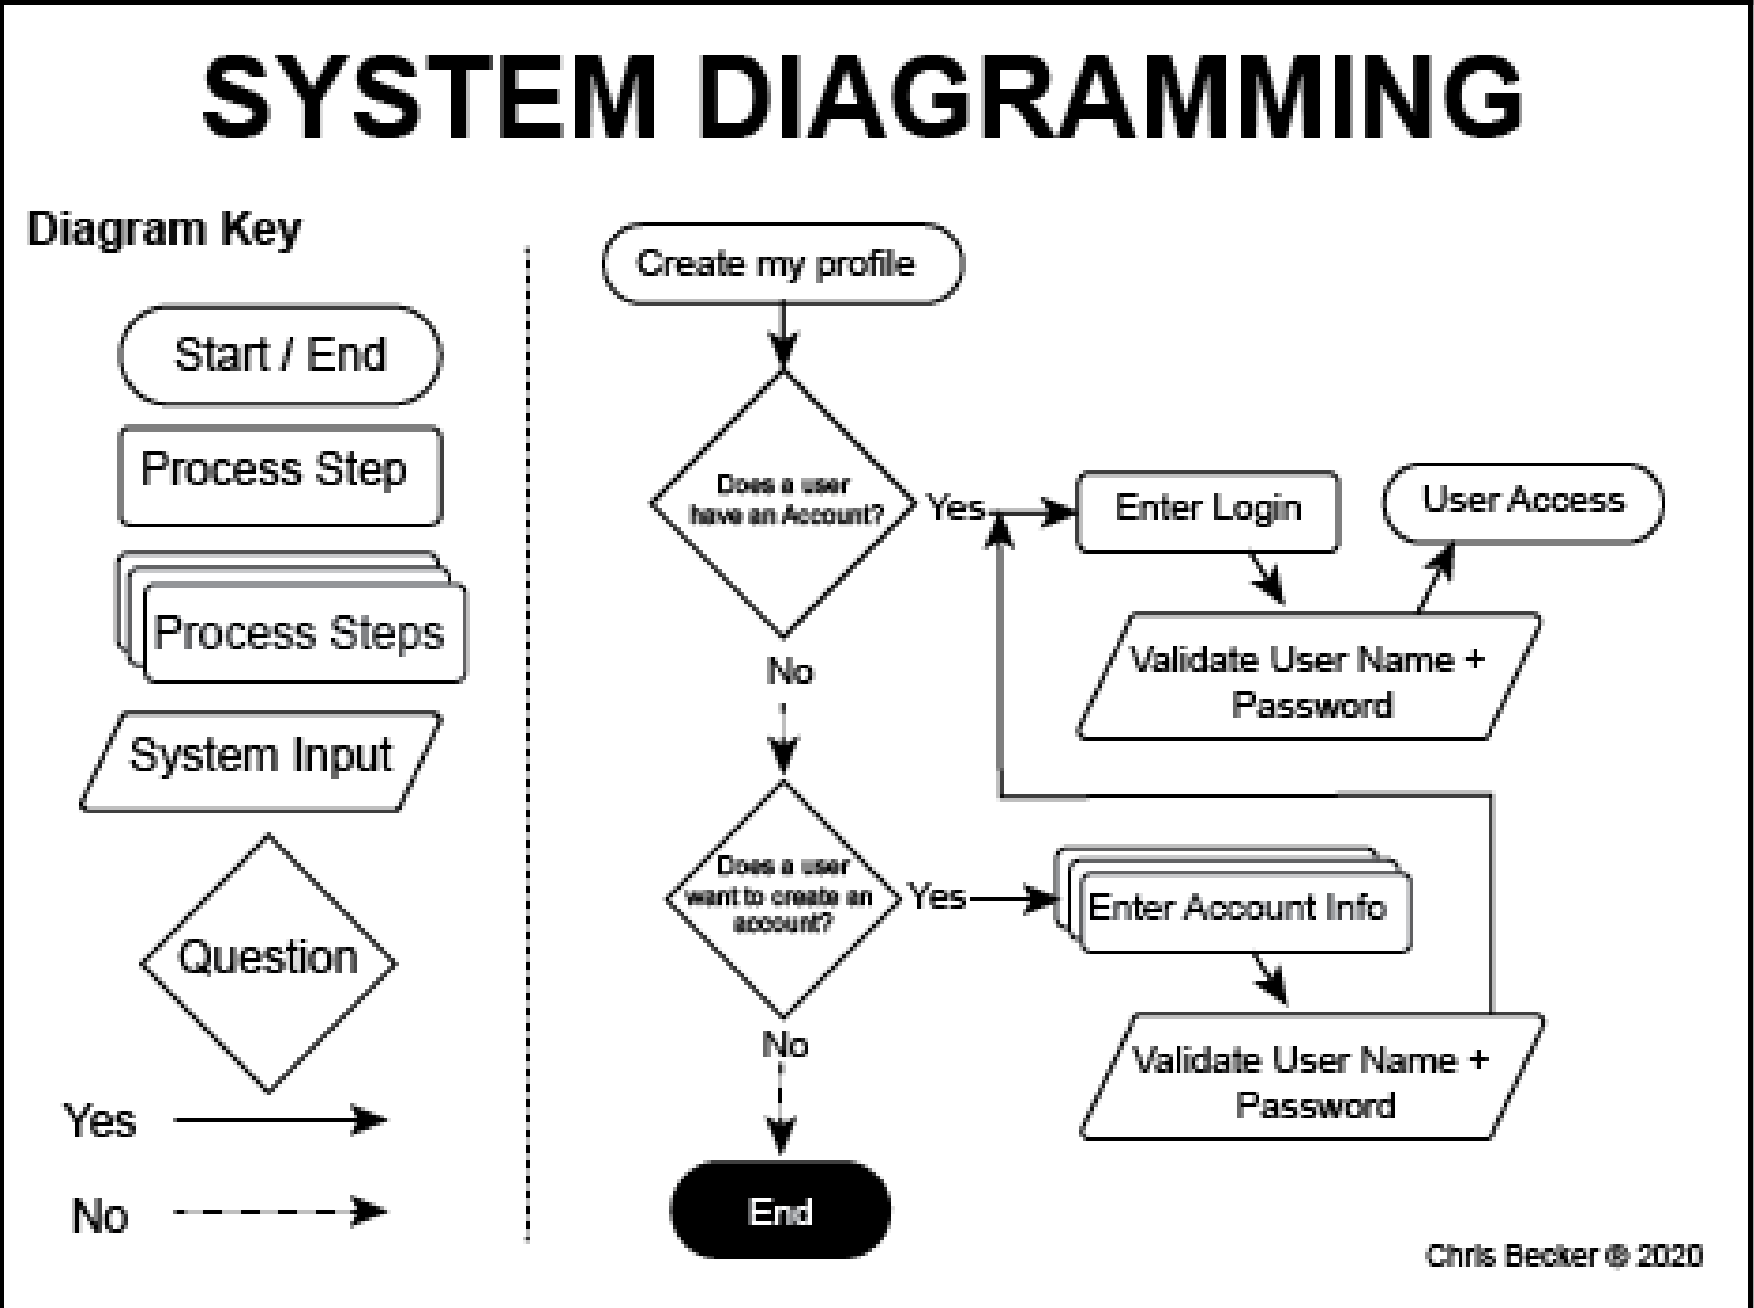 SYSTEM DIAGRAMMING
Diagram Key
Start / End
Process Step
Process Steps
System Input
Question
Yes
No
Create my profile
Does a user
have an Account?
Yes
Enter Login
User Access
Validate User Name +
Password
No
Does a user
want to create an
account?
Yes
Enter Account Info
Validate User Name +
Password
No
End
Chris Becker ® 2020